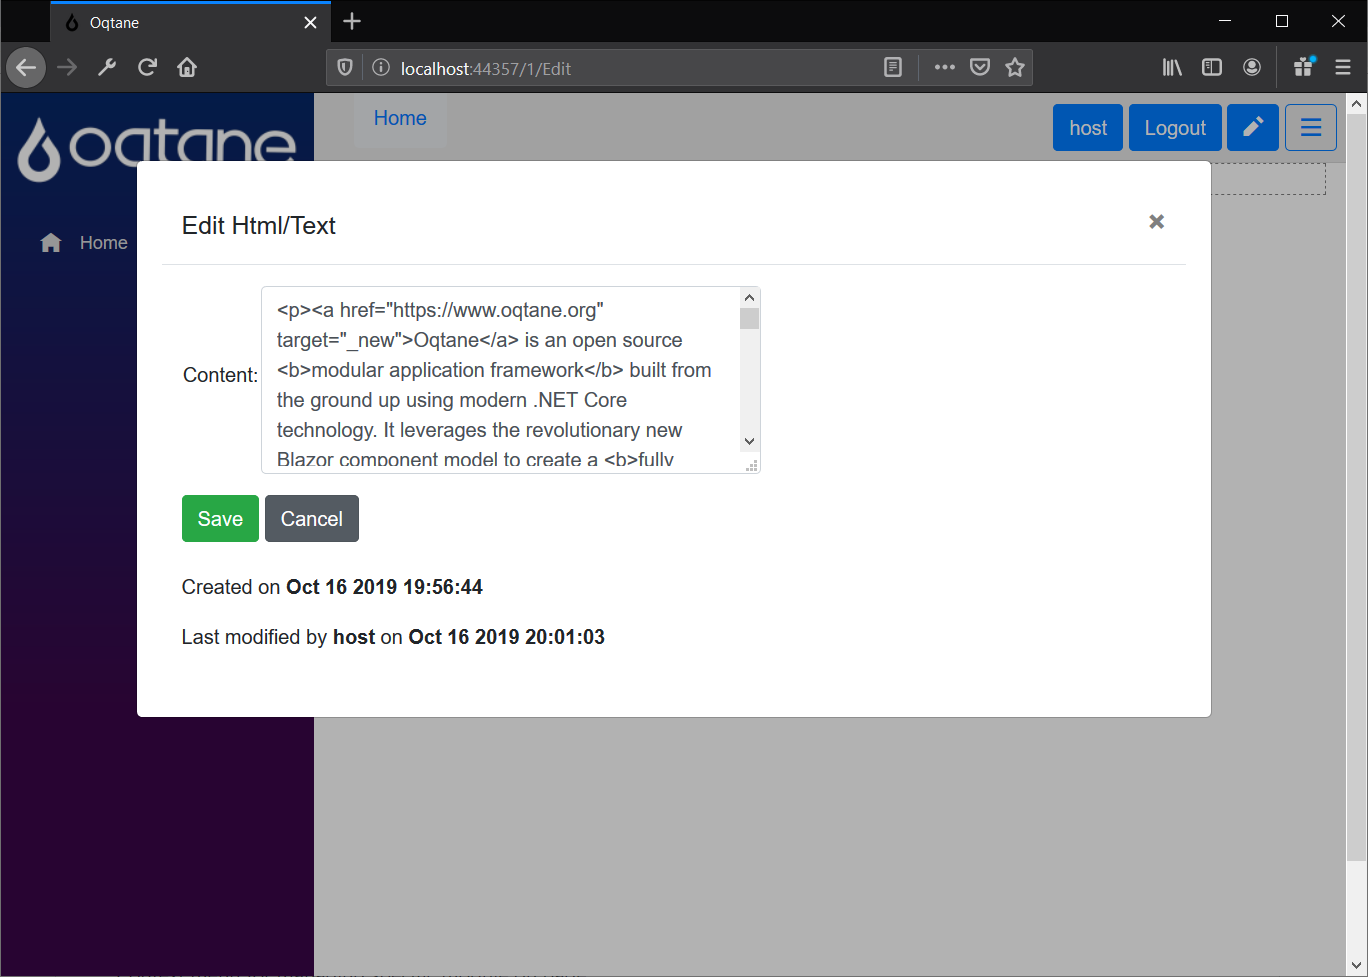 Oqtane
localhost:44357/1/Edit
oqtane
Home
host
Logout
Home
Edit Html/Text
Content:
<p><a href="https://www.oqtane.org"
target="_new">Oqtane</a> is an open source
<b>modular application framework</b> built from
the ground up using modern .NET Core
technology. It leverages the revolutionary new
Blazor component model to create a <b>fully
Save
Cancel
Created on Oct 16 2019 19:56:44
Last modified by host on Oct 16 2019 20:01:03